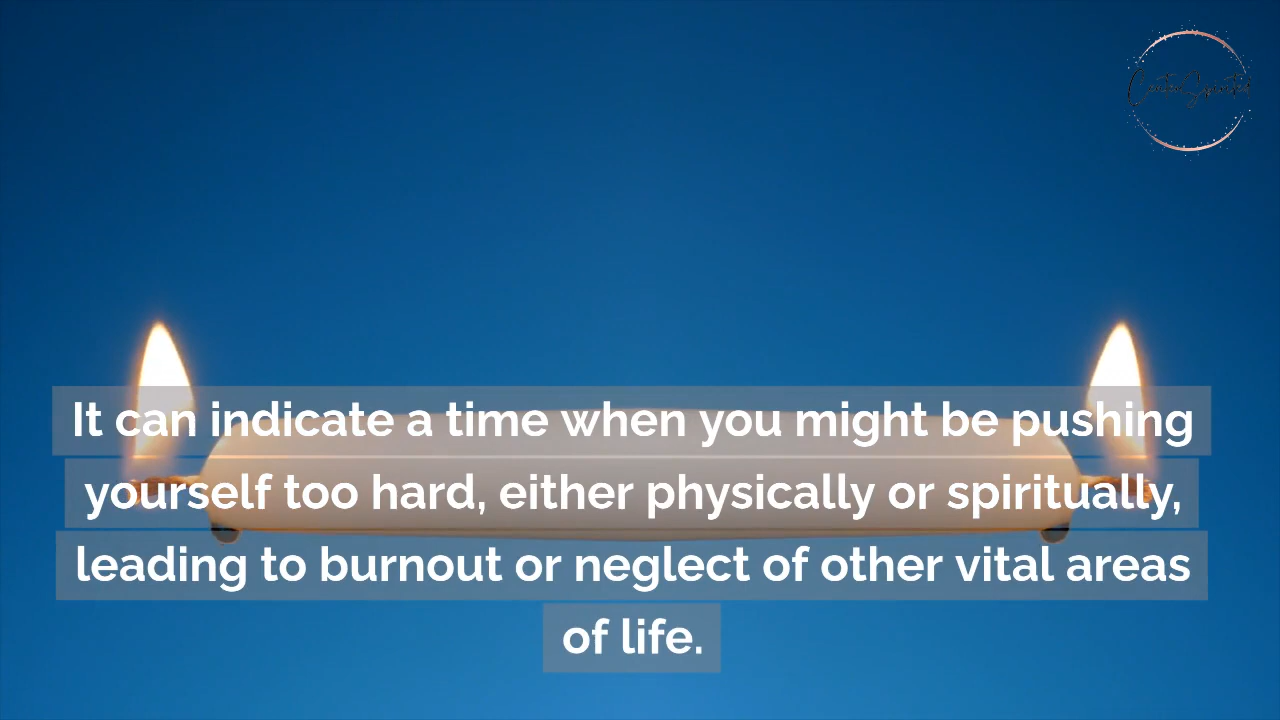 It can indicate a time when you might be pushing
yourself too hard, either physically or spiritually,
leading to burnout or neglect of other vital areas
of life.